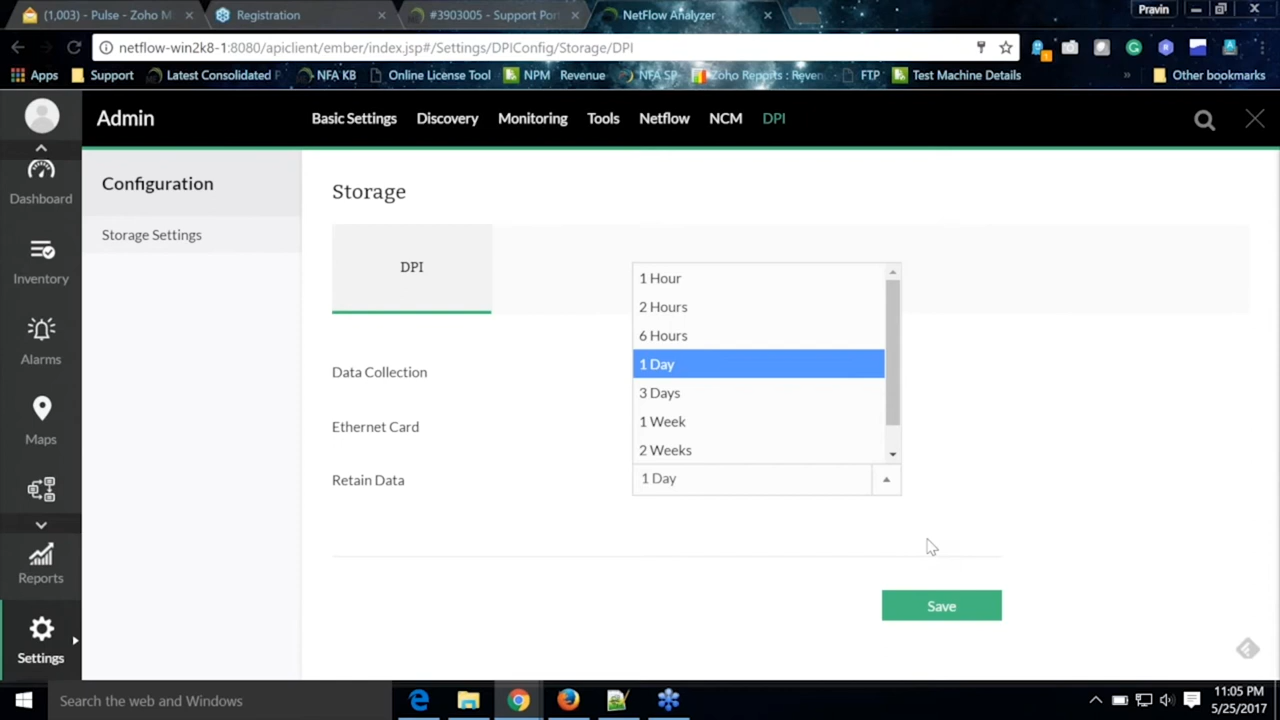 (1,003) - Pulse - Zoho M
Registration
#3903005 - Support Por
NetFlow Analyzer
Pravin
netflow-win2k8-1:8080/apiclient/ember/index.jsp#/Settings/DPIConfig/Storage/DPI
Apps
Support
Latest Consolidated P
NFA KB
Online License Tool
NPM
Revenue
NFA SP
Zoho Reports : Reven
FTP
Test Machine Details
Other bookmarks
Admin
Basic Settings
Discovery
Monitoring
Tools
Netflow
NCM
DPI
Dashboard
Inventory
Alarms
Maps
Reports
Settings
Configuration
Storage Settings
Storage
DPI
Data Collection
Ethernet Card
Retain Data
1 Hour
2 Hours
6 Hours
1 Day
3 Days
1 Week
2 Weeks
1 Day
Save
Search the web and Windows
11:05 PM
5/25/2017